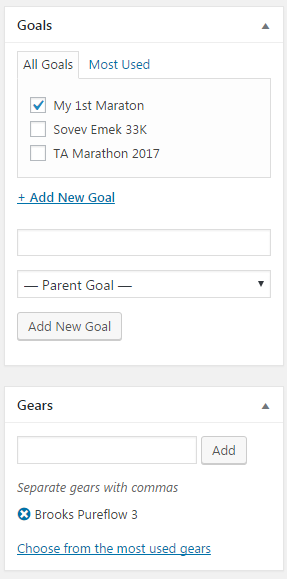 Goals
All Goals Most Used
My 1st Maraton
Sovev Emek 33K
TA Marathon 2017
+ Add New Goal
— Parent Goal —
Add New Goal
Gears
Add
Separate gears with commas
Brooks Pureflow 3
Choose from the most used gears